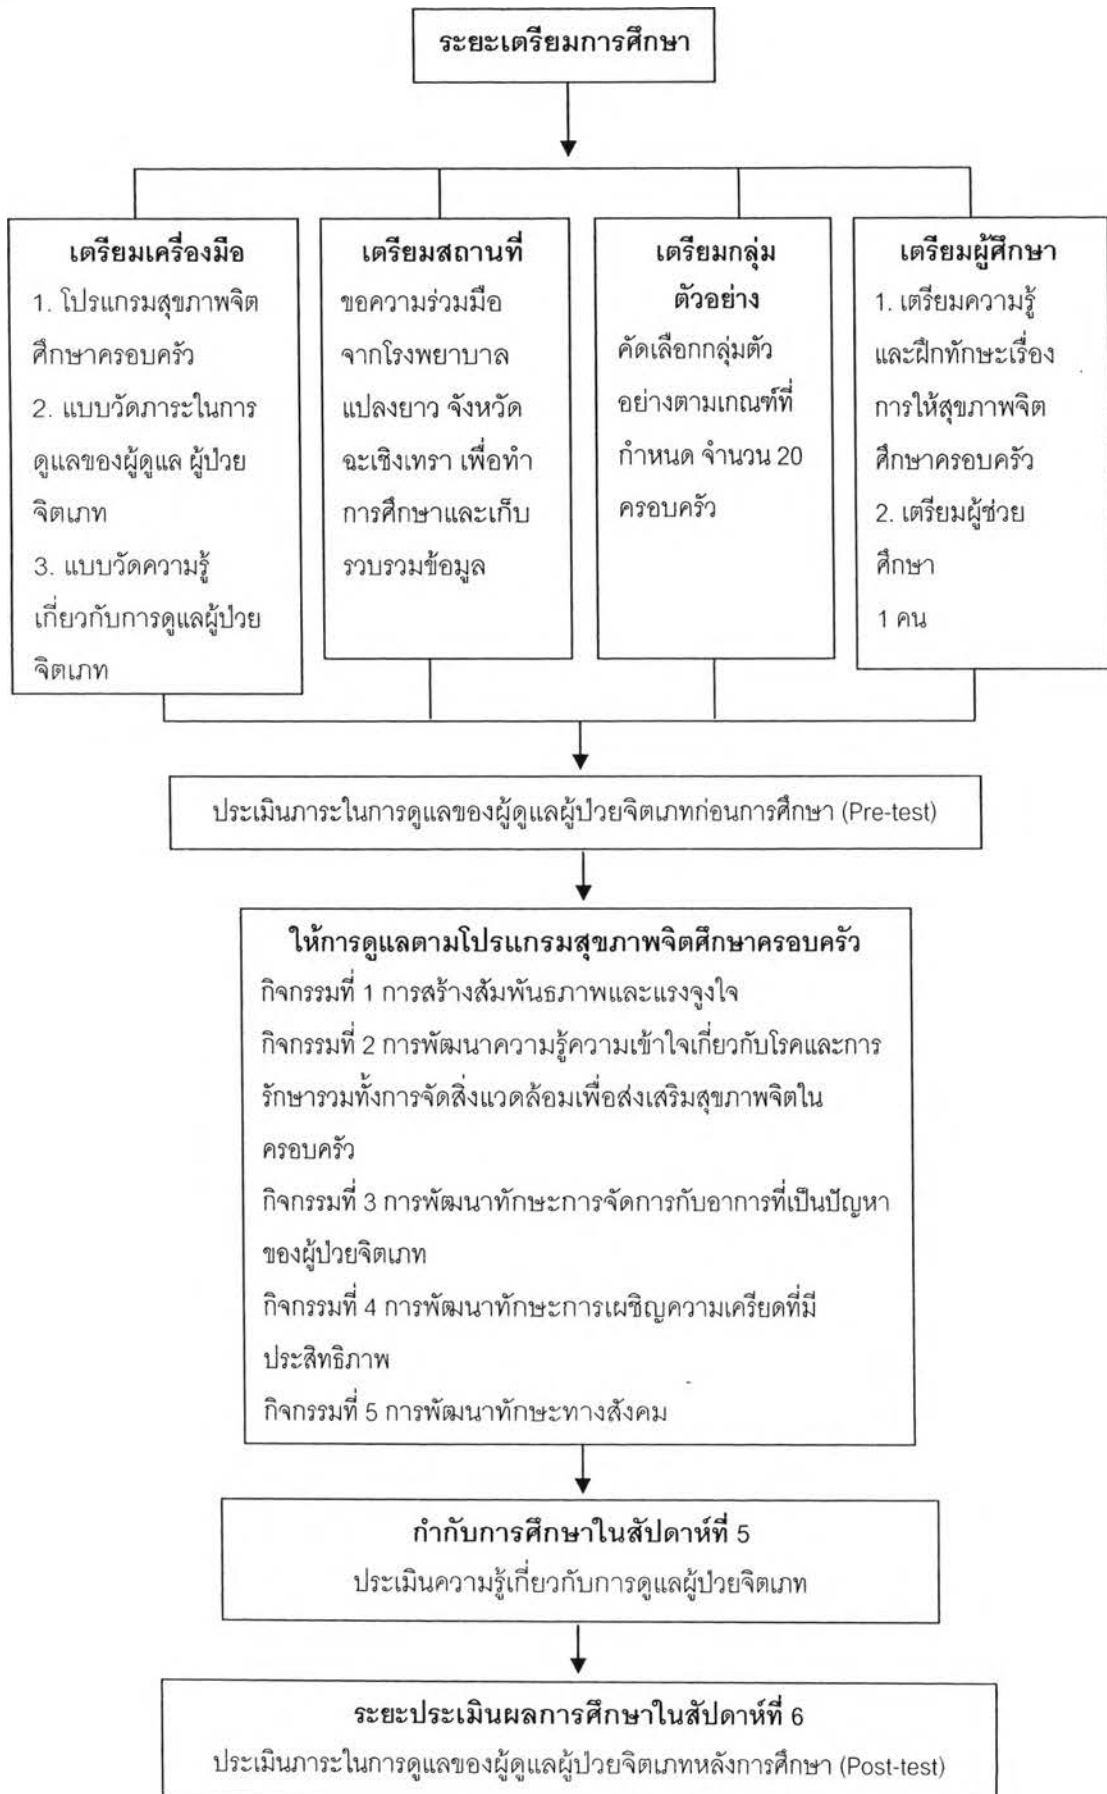 ระยะเตรียมการศึกษา
เตรียมเครื่องมือ
1. โปรแกรมสุขภาพจิต
ศึกษาครอบครัว
2. แบบวัดภาระในการ
ดูแลของผู้ดูแล ผู้ป่วย
จิตเภท
3. แบบวัดความรู้
เกี่ยวกับการดูแลผู้ป่วย
จิตเภท
เตรียมสถานที่
ขอความร่วมมือ
จากโรงพยาบาล
แปลงยาว จังหวัด
ฉะเชิงเทรา เพื่อทำ
การศึกษาและเก็บ
รวบรวมข้อมูล
เตรียมกลุ่ม
ตัวอย่าง
คัดเลือกกลุ่มตัว
อย่างตามเกณฑ์ที่
กำหนด จำนวน 20
ครอบครัว
เตรียมผู้ศึกษา
1. เตรียมความรู้
และฝึกทักษะเรื่อง
การให้สุขภาพจิต
ศึกษาครอบครัว
2. เตรียมผู้ช่วย
ศึกษา
1 คน
ประเมินภาระในการดูแลของผู้ดูแลผู้ป่วยจิตเภทก่อนการศึกษา (Pre-test)
ให้การดูแลตามโปรแกรมสุขภาพจิตศึกษาครอบครัว
กิจกรรมที่ 1 การสร้างสัมพันธภาพและแรงจูงใจ
กิจกรรมที่ 2 การพัฒนาความรู้ความเข้าใจเกี่ยวกับโรคและการ
รักษารวมทั้งการจัดสิ่งแวดล้อมเพื่อส่งเสริมสุขภาพจิตใน
ครอบครัว
กิจกรรมที่ 3 การพัฒนาทักษะการจัดการกับอาการที่เป็นปัญหา
ของผู้ป่วยจิตเภท
กิจกรรมที่ 4 การพัฒนาทักษะการเผชิญความเครียดที่มี
ประสิทธิภาพ
กิจกรรมที่ 5 การพัฒนาทักษะทางสังคม
กำกับการศึกษาในสัปดาห์ที่ 5
ประเมินความรู้เกี่ยวกับการดูแลผู้ป่วยจิตเภท
ระยะประเมินผลการศึกษาในสัปดาห์ที่ 6
ประเมินภาระในการดูแลของผู้ดูแลผู้ป่วยจิตเภทหลังการศึกษา (Post-test)